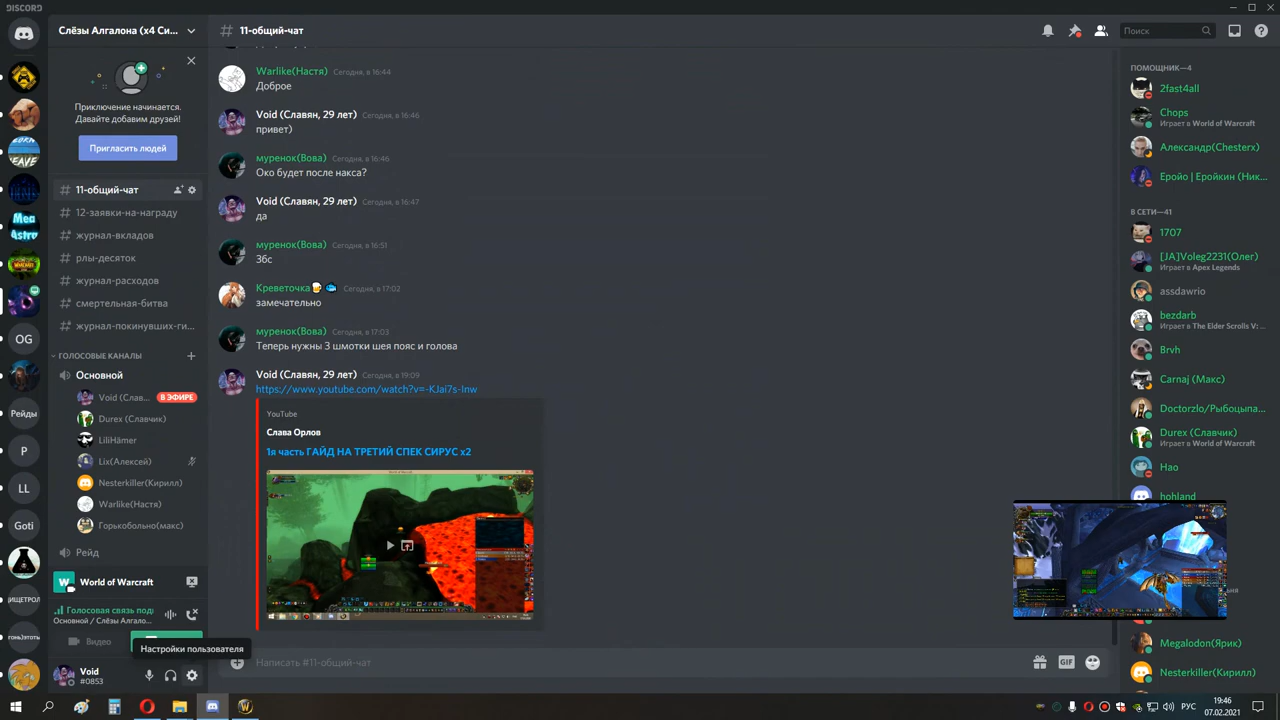 DISCORD
Слёзы Алгалона (x4 Си...
11-общий-чат
Поиск
Приключение начинается.
Давайте добавим друзей!
Пригласить людей
11-общий-чат
12-заявки-на-награду
журнал-вкладов
рлы-десяток
журнал-расходов
смертельная-битва
журнал-покинувших-ги...
ГОЛОСОВЫЕ КАНАЛЫ
Основной
Void (Слав... В ЭФИРЕ
Durex (Славчик)
LiliHämer
Lix(Алексей)
Nesterkiller(Кирилл)
Warlike(Настя)
Горькобольно(макс)
Рейд
World of Warcraft
Голосовая связь подк
Основной / Слёзы Алгало...
Видео
Настройки пользователя
Void
#0853
OG
Рейды
P
LL
Goti
Warlike(Настя) Сегодня, в 16:44
Доброе
Void (Славян, 29 лет) Сегодня, в 16:46
привет)
муренок(Вова) Сегодня, в 16:46
Око будет после накса?
Void (Славян, 29 лет) Сегодня, в 16:47
да
муренок(Вова) Сегодня, в 16:51
Збс
Креветочка Сегодня, в 17:02
замечательно
муренок(Вова) Сегодня, в 17:03
Теперь нужны 3 шмотки шея пояс и голова
Void (Славян, 29 лет) Сегодня, в 19:09
https://www.youtube.com/watch?v=-KJai7s-Inw
YouTube
Слава Орлов
1я часть ГАЙД НА ТРЕТИЙ СПЕК СИРУС x2
Написать #11-общий-чат
GIF
ПОМОЩНИК—4
2fast4all
Chops
Играет в World of Warcraft
Александр(Chesterx)
Еройо | Еройкин (Ник...
В СЕТИ—41
1707
[JA]Voleg2231(Олег)
Играет в Apex Legends
assdawrio
bezdarb
Играет в The Elder Scrolls V: ...
Brvh
Carnaj (Макс)
Doctorzlo/Рыбоцыпа...
Durex (Славчик)
Играет в World of Warcraft
Hao
hohland
Megalodon(Ярик)
Nesterkiller(Кирилл)
РУС
19:46
07.02.2021